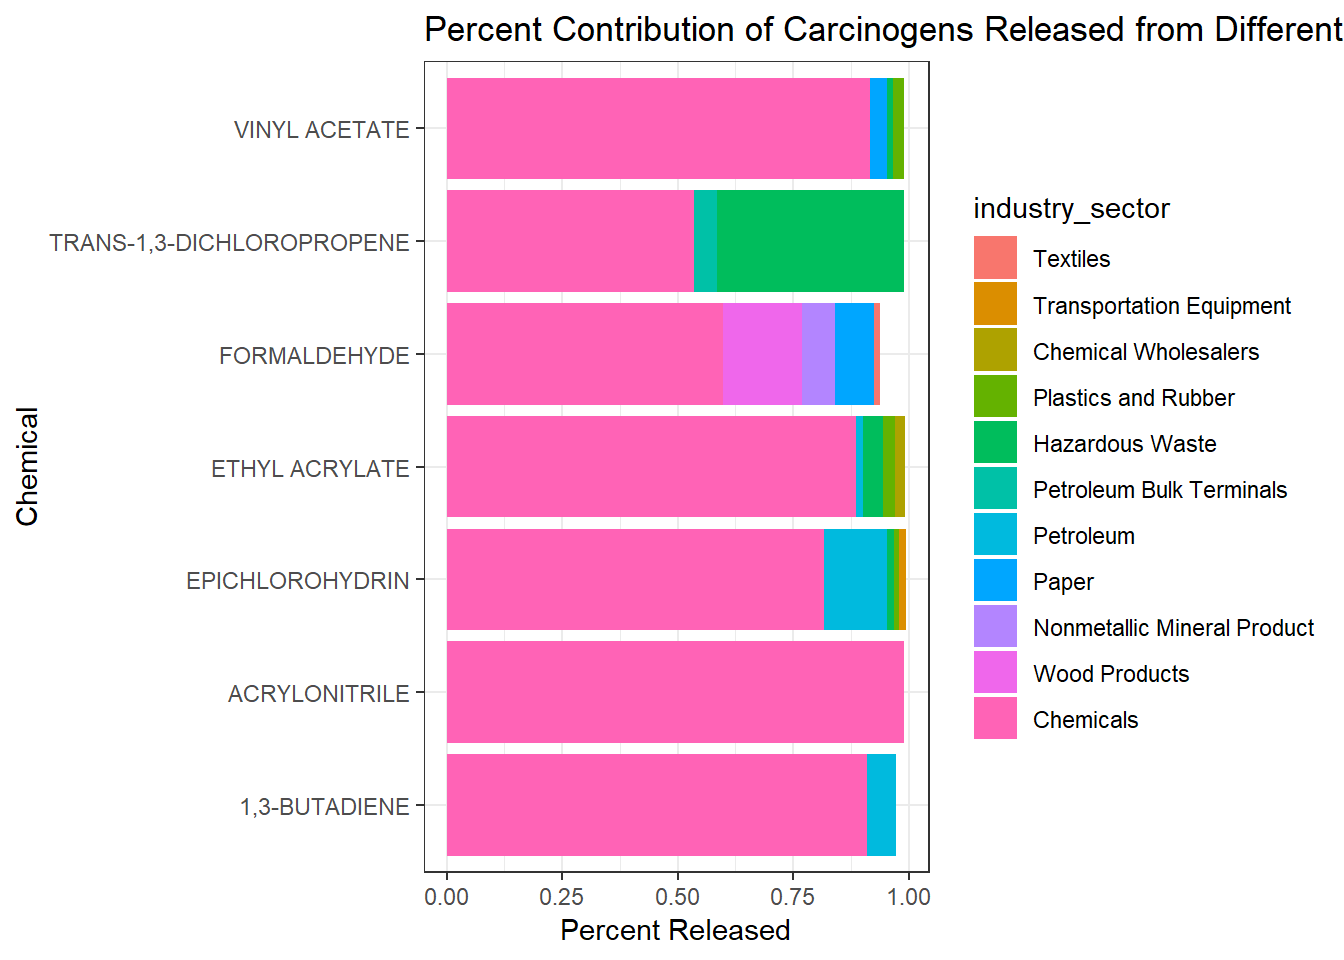 Percent Contribution of Carcinogens Released from Different
VINYL ACETATE
TRANS-1,3-DICHLOROPROPENE
FORMALDEHYDE
ETHYL ACRYLATE
EPICHLOROHYDRIN
ACRYLONITRILE
1,3-BUTADIENE
Chemical
0.00 0.25 0.50 0.75 1.00
Percent Released
industry_sector
Textiles
Transportation Equipment
Chemical Wholesalers
Plastics and Rubber
Hazardous Waste
Petroleum Bulk Terminals
Petroleum
Paper
Nonmetallic Mineral Product
Wood Products
Chemicals